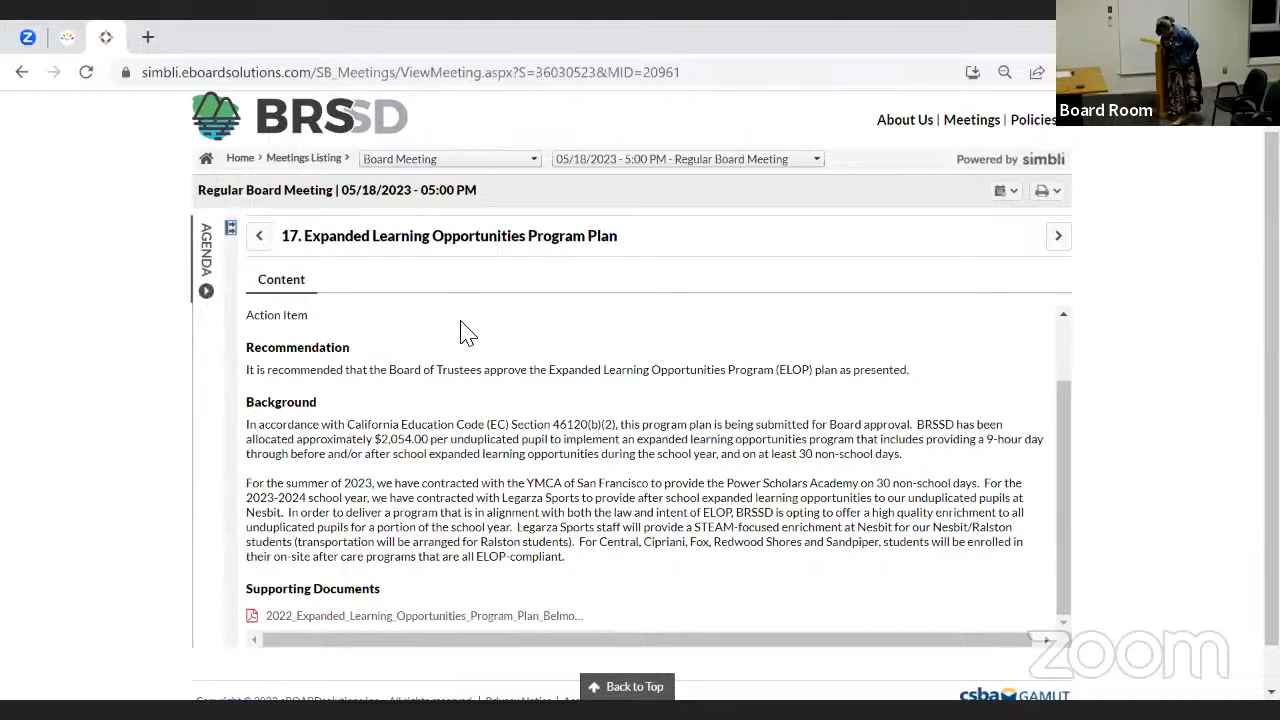 simbli.eboardsolutions.com/SB_Meetings/ViewMeeting.aspx?S=36030523&MID=20961
Board Room
BRSSD
About Us | Meetings | Policies
Home > Meetings Listing > Board Meeting 05/18/2023 - 5:00 PM - Regular Board Meeting Powered by simbli
Regular Board Meeting | 05/18/2023 - 05:00 PM
AGENDA
17. Expanded Learning Opportunities Program Plan
Content
Action Item
Recommendation
It is recommended that the Board of Trustees approve the Expanded Learning Opportunities Program (ELOP) plan as presented.
Background
In accordance with California Education Code (EC) Section 46120(b)(2), this program plan is being submitted for Board approval. BRSSD has been
allocated approximately $2,054.00 per unduplicated pupil to implement an expanded learning opportunities program that includes providing a 9-hour day
through before and/or after school expanded learning opportunities during the school year, and on at least 30 non-school days.
For the summer of 2023, we have contracted with the YMCA of San Francisco to provide the Power Scholars Academy on 30 non-school days. For the
2023-2024 school year, we have contracted with Legarza Sports to provide after school expanded learning opportunities to our unduplicated pupils at
Nesbit. In order to deliver a program that is in alignment with both the law and intent of ELOP, BRSSD is opting to offer a high quality enrichment to all
unduplicated pupils for a portion of the school year. Legarza Sports staff will provide a STEAM-focused enrichment at Nesbit for our Nesbit/Ralston
students (transportation will be arranged for Ralston students). For Central, Cipriani, Fox, Redwood Shores and Sandpiper, students will be enrolled in
their on-site after care programs that are all ELOP-compliant.
Supporting Documents
2022_Expanded_Learning_Opportunities_Program_Plan_Belmo...
zoom
Back to Top
csba GAMUT